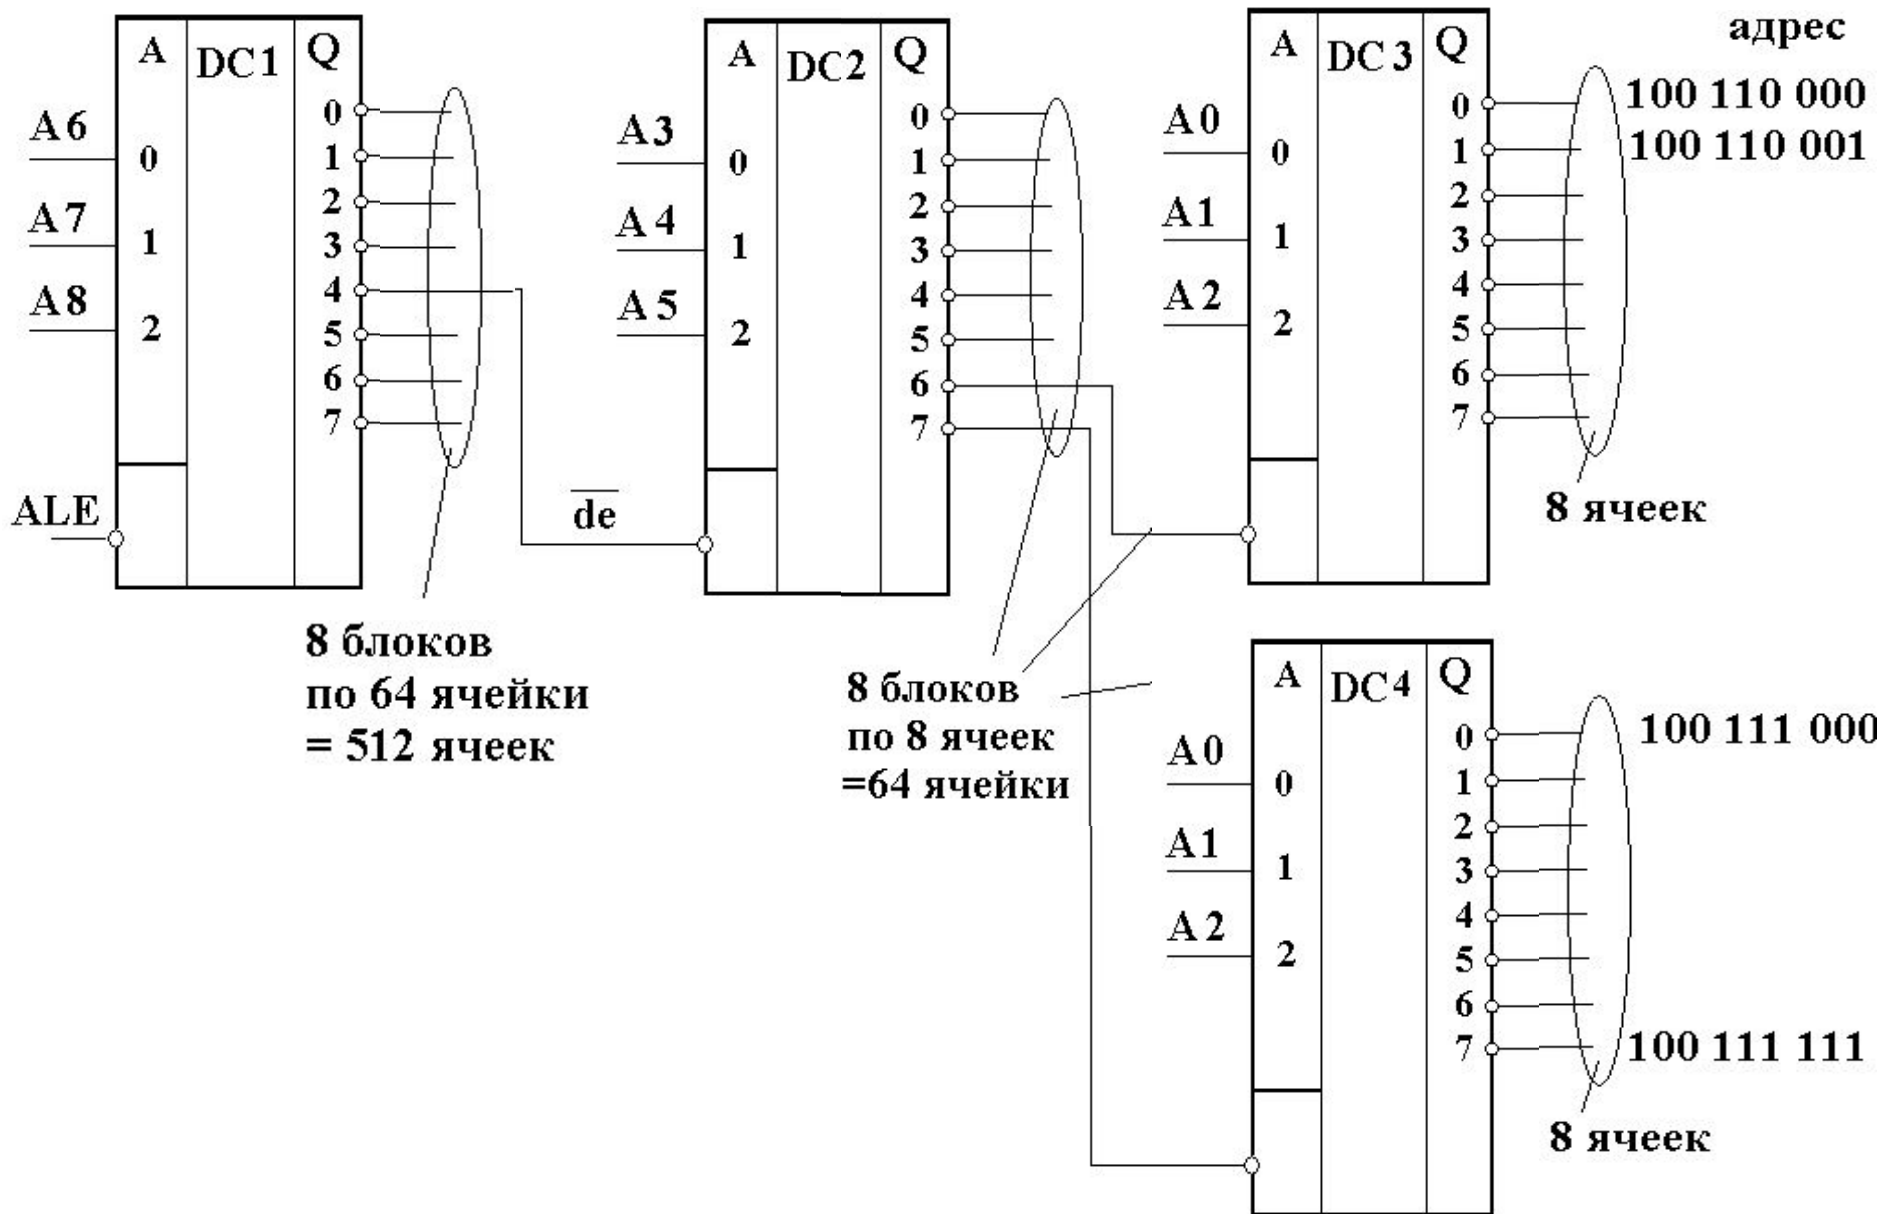 A DC1 Q
0
1
2
3
4
5
6
7
A6
0
A7
1
A8
2
ALE
8 блоков
по 64 ячейки
= 512 ячеек
de
A DC2 Q
0
1
2
3
4
5
6
7
A3
0
A4
1
A5
2
8 блоков
по 8 ячеек
=64 ячейки
A DC3 Q
0
1
2
3
4
5
6
7
A0
0
A1
1
A2
2
адрес
100 110 000
100 110 001
8 ячеек
A DC4 Q
0
1
2
3
4
5
6
7
A0
0
A1
1
A2
2
100 111 000
100 111 111
8 ячеек